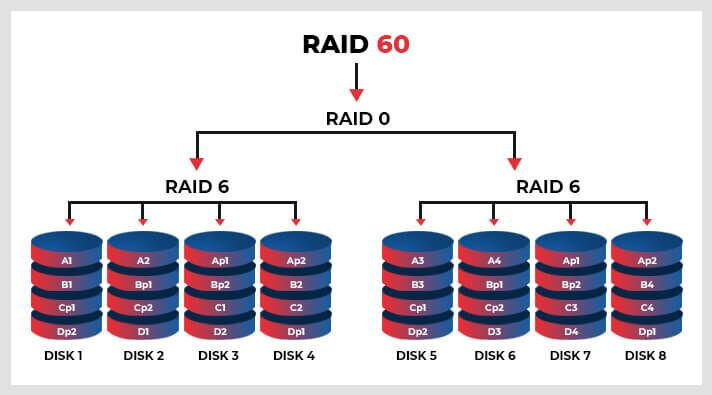 RAID 60
RAID 0
RAID 6 RAID 6
A1 A2 Ap1 Ap2 A3 A4 Ap1 Ap2
B1 Bp1 Bp2 B2 B3 Bp1 Bp2 B4
Cp1 Cp2 C1 C2 Cp1 Cp2 C3 C4
Dp2 D1 D2 Dp1 Dp2 D3 D4 Dp1
DISK 1 DISK 2 DISK 3 DISK 4 DISK 5 DISK 6 DISK 7 DISK 8